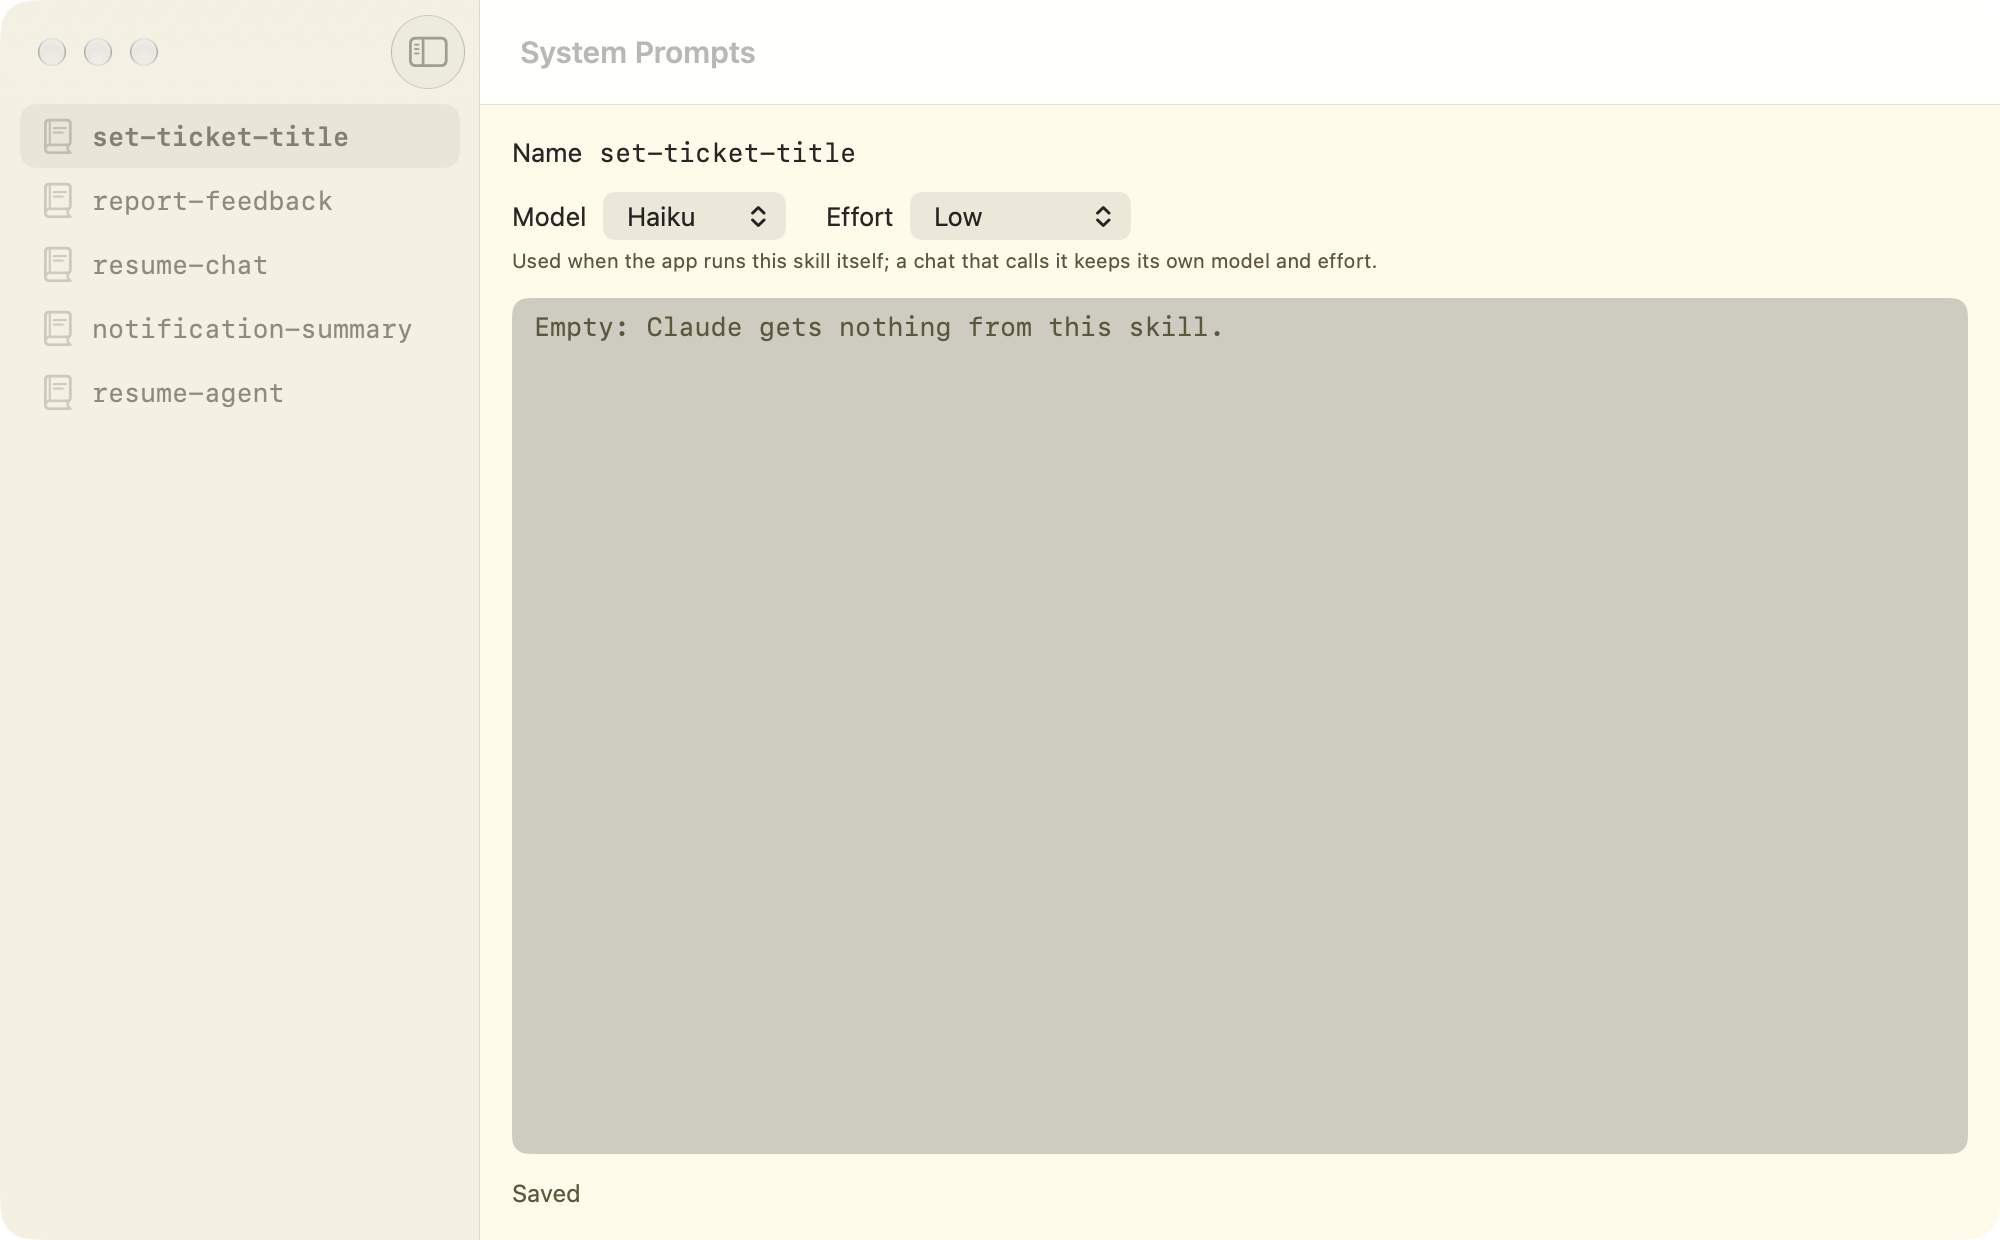 System Prompts
set-ticket-title
report-feedback
resume-chat
notification-summary
resume-agent
Name set-ticket-title
Model Haiku Effort Low
Used when the app runs this skill itself; a chat that calls it keeps its own model and effort.
Empty: Claude gets nothing from this skill.
Saved